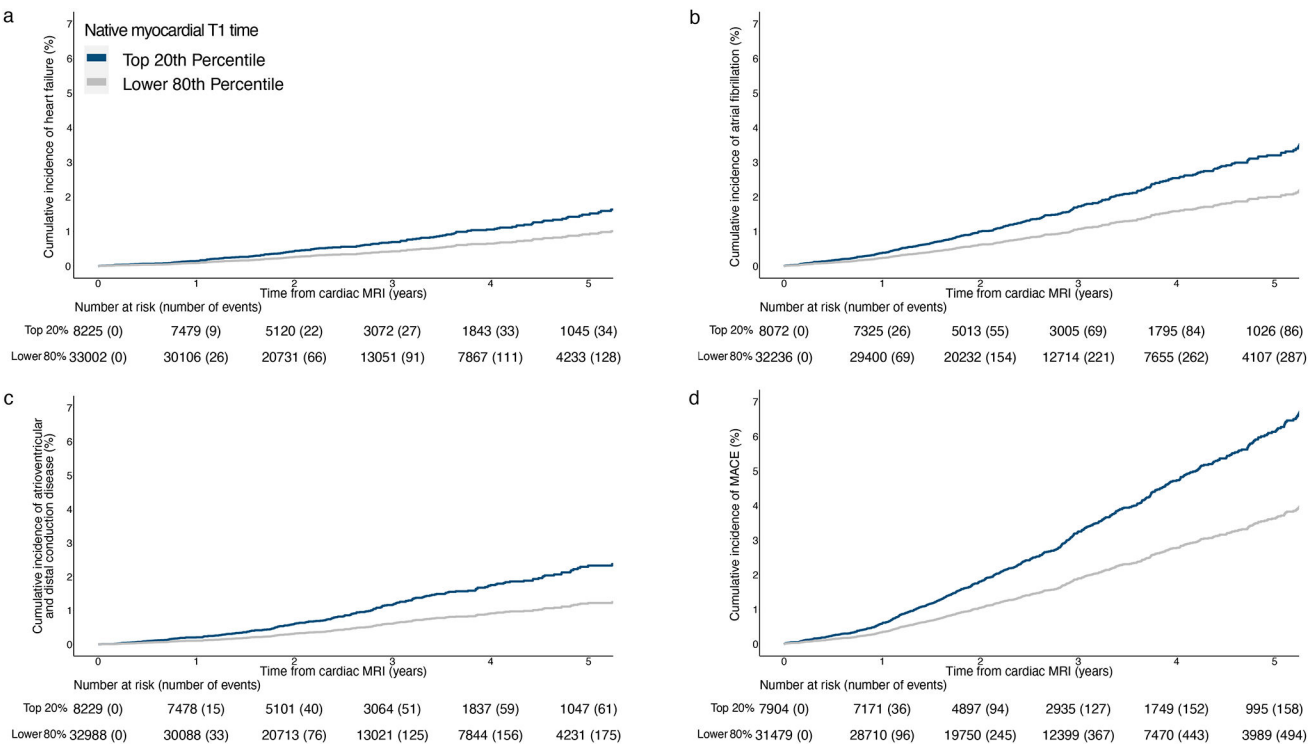 a
Cumulative incidence of heart failure (%)
7
6
5
4
3
2
1
0
Native myocardial T1 time
Top 20th Percentile
Lower 80th Percentile
0 1 2 3 4 5
Time from cardiac MRI (years)
Number at risk (number of events)
Top 20% 8225 (0) 7479 (9) 5120 (22) 3072 (27) 1843 (33) 1045 (34)
Lower 80% 33002 (0) 30106 (26) 20731 (66) 13051 (91) 7867 (111) 4233 (128)
b
Cumulative incidence of atrial fibrillation (%)
7
6
5
4
3
2
1
0
0 1 2 3 4 5
Time from cardiac MRI (years)
Number at risk (number of events)
Top 20% 8072 (0) 7325 (26) 5013 (55) 3005 (69) 1795 (84) 1026 (86)
Lower 80% 32236 (0) 29400 (69) 20232 (154) 12714 (221) 7655 (262) 4107 (287)
c
Cumulative incidence of atrioventricular
and distal conduction disease (%)
7
6
5
4
3
2
1
0
0 1 2 3 4 5
Time from cardiac MRI (years)
Number at risk (number of events)
Top 20% 8229 (0) 7478 (15) 5101 (40) 3064 (51) 1837 (59) 1047 (61)
Lower 80% 32988 (0) 30088 (33) 20713 (76) 13021 (125) 7844 (156) 4231 (175)
d
Cumulative incidence of MACE (%)
7
6
5
4
3
2
1
0
0 1 2 3 4 5
Time from cardiac MRI (years)
Number at risk (number of events)
Top 20% 7904 (0) 7171 (36) 4897 (94) 2935 (127) 1749 (152) 995 (158)
Lower 80% 31479 (0) 28710 (96) 19750 (245) 12399 (367) 7470 (443) 3989 (494)